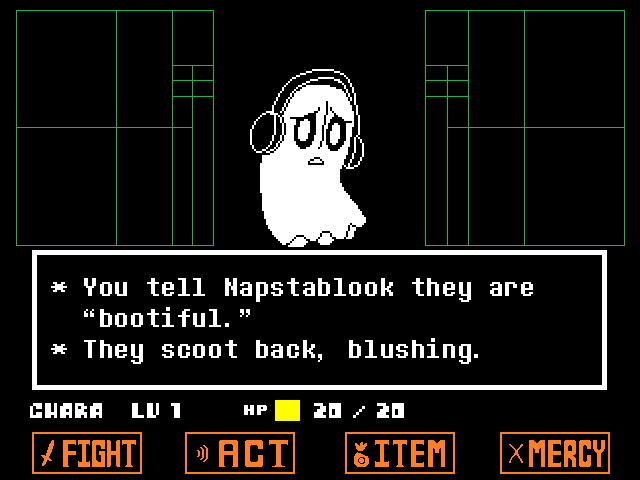 * You tell Napstablook they are
“bootiful.”
* They scoot back, blushing.
CHARA LV 1 HP 20 / 20
FIGHT ACT ITEM MERCY